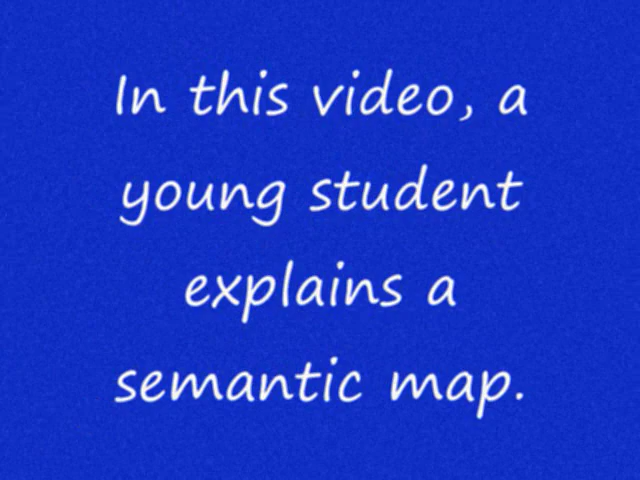 In this video, a
young student
explains a
semantic map.